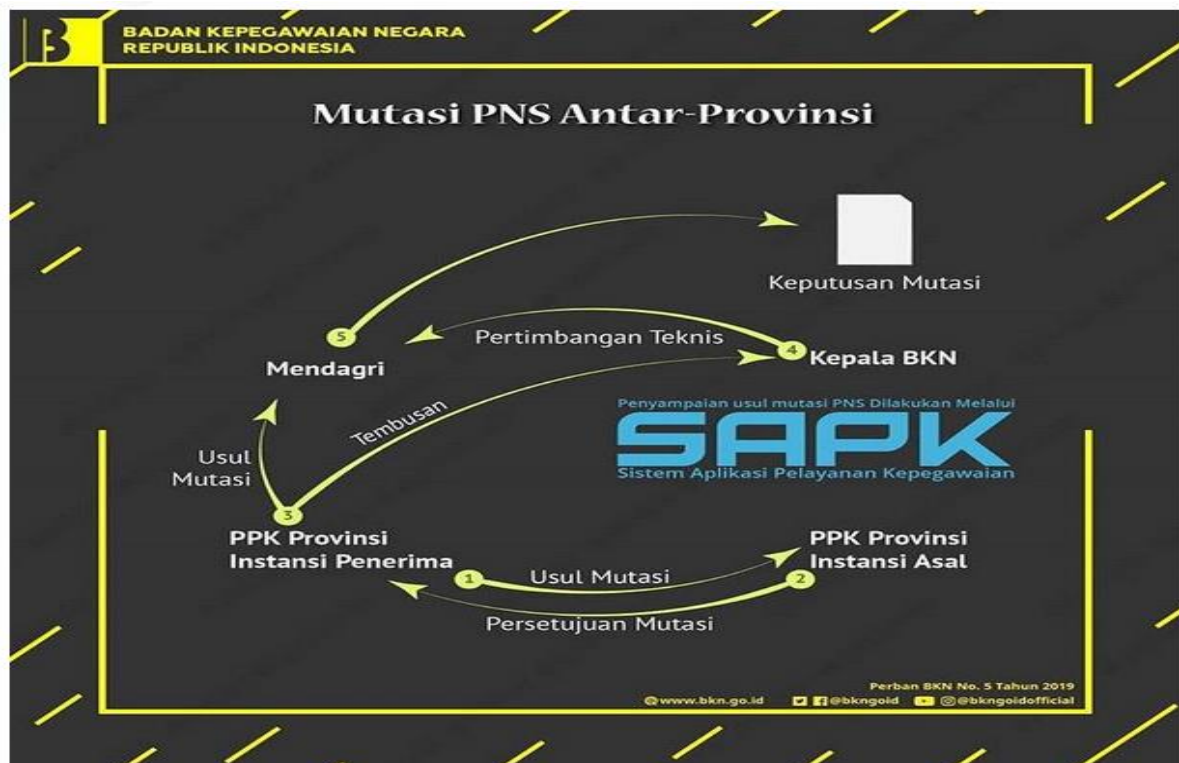 BADAN KEPEGAWAIAN NEGARA
REPUBLIK INDONESIA
Mutasi PNS Antar-Provinsi
Keputusan Mutasi
5
Pertimbangan Teknis
4
Kepala BKN
Mendagri
Penyampaian usul mutasi PNS Dilakukan Melalui
SAPK
Sistem Aplikasi Pelayanan Kepegawaian
Tembusan
Usul
Mutasi
3
PPK Provinsi
Instansi Penerima
PPK Provinsi
Instansi Asal
1
Usul Mutasi
2
Persetujuan Mutasi
Perban BKN No. 5 Tahun 2019
www.bkn.go.id
@bkngoid
@bkngoidofficial